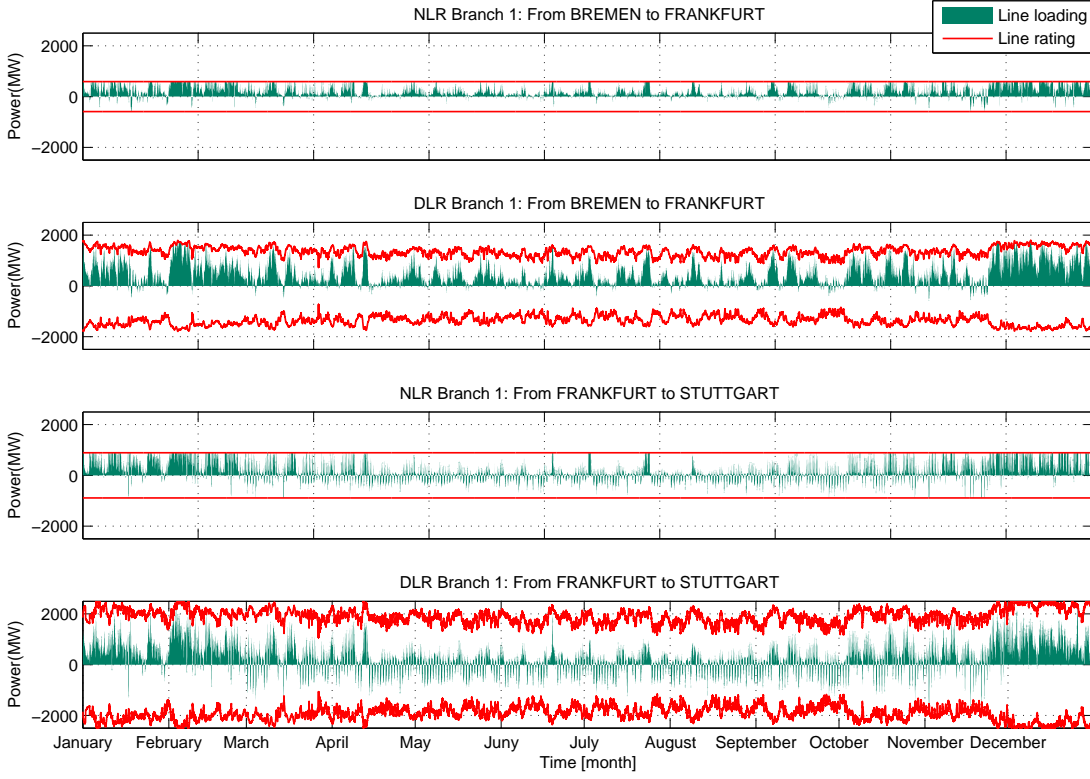 NLR Branch 1: From BREMEN to FRANKFURT
Line loading
Line rating
2000
0
−2000
Power(MW)
DLR Branch 1: From BREMEN to FRANKFURT
2000
0
−2000
Power(MW)
NLR Branch 1: From FRANKFURT to STUTTGART
2000
0
−2000
Power(MW)
DLR Branch 1: From FRANKFURT to STUTTGART
2000
0
−2000
Power(MW)
January February March April May Juny July August September October November December
Time [month]